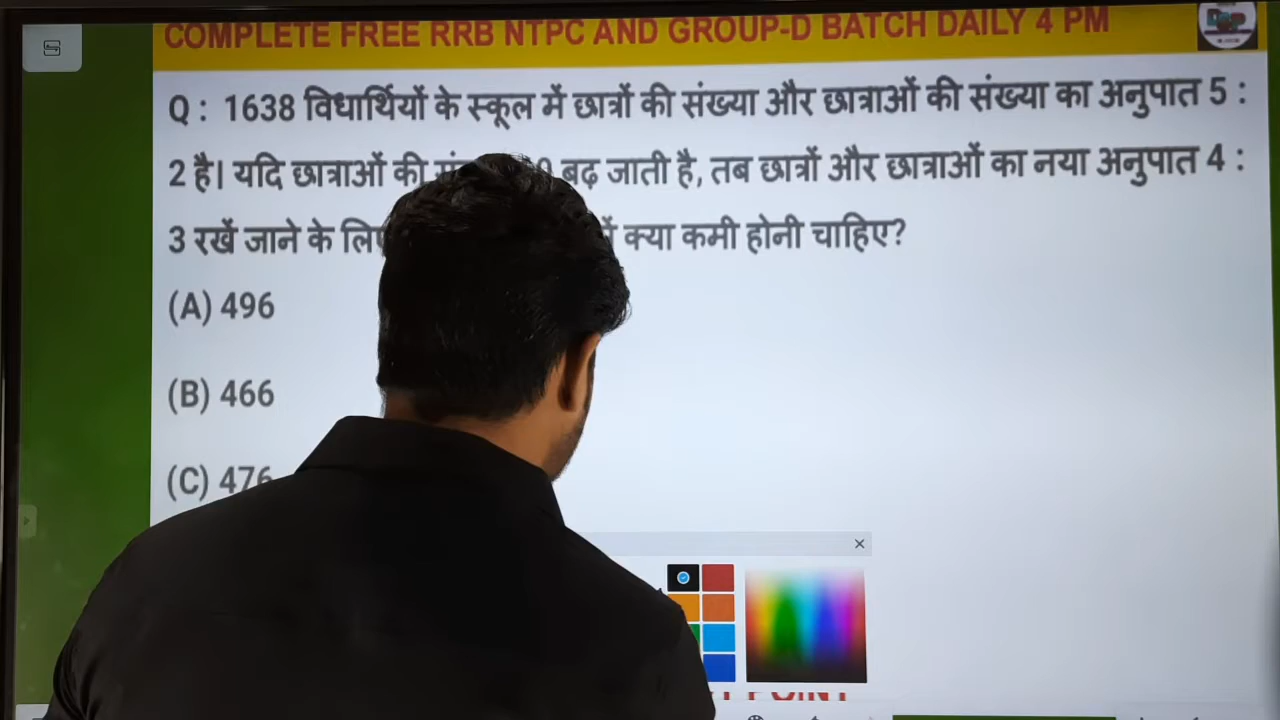 COMPLETE FREE RRB NTPC AND GROUP-D BATCH DAILY 4 PM
Q : 1638 विधार्थियों के स्कूल में छात्रों की संख्या और छात्राओं की संख्या का अनुपात 5 :
2 है। यदि छात्राओं की बढ़ जाती है, तब छात्रों और छात्राओं का नया अनुपात 4 :
3 रखें जाने के क्या कमी होनी चाहिए?
(A) 496
(B) 466
(C) 476
POINT